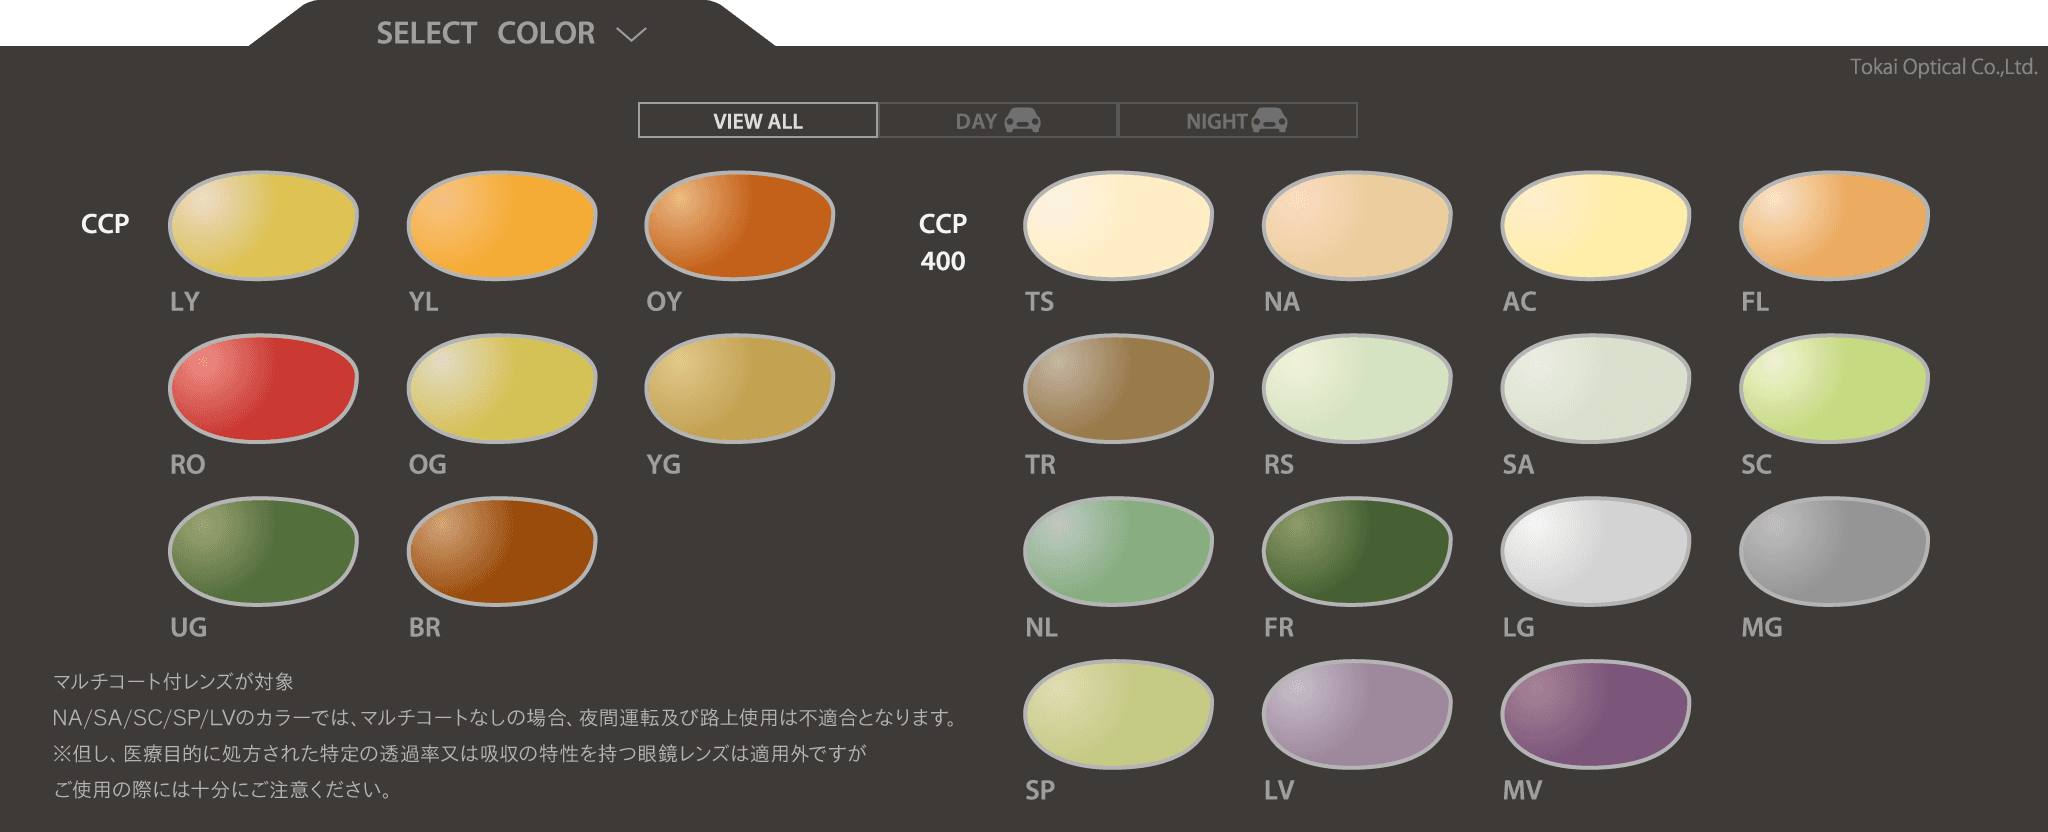 SELECT COLOR
Tokai Optical Co.,Ltd.
VIEW ALL
DAY
NIGHT
CCP
LY
YL
OY
RO
OG
YG
UG
BR
CCP
400
TS
NA
AC
FL
TR
RS
SA
SC
NL
FR
LG
MG
SP
LV
MV
マルチコート付レンズが対象
NA/SA/SC/SP/LVのカラーでは、マルチコートなしの場合、夜間運転及び路上使用は不適合となります。
※但し、医療目的に処方された特定の透過率又は吸収の特性を持つ眼鏡レンズは適用外ですが
ご使用の際には十分にご注意ください。